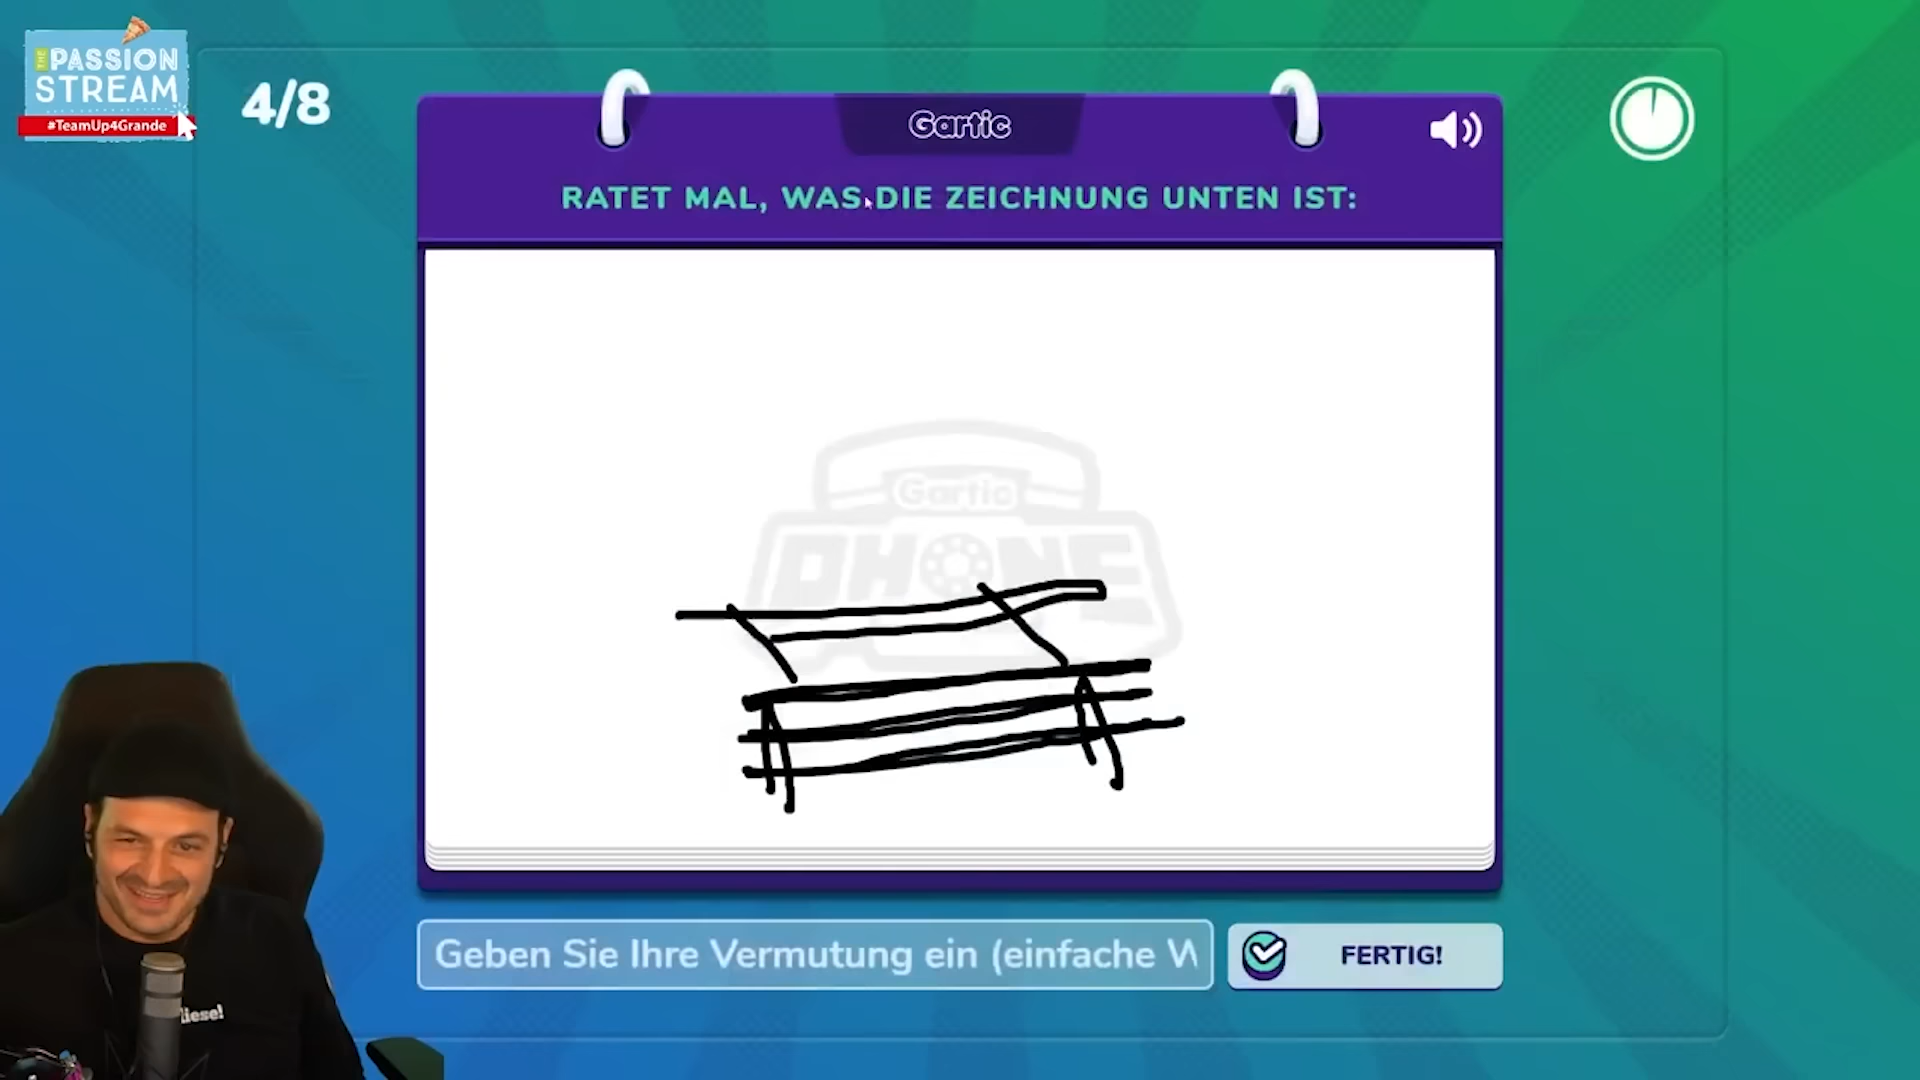 THE PASSION
STREAM
#TeamUp4Grande
4/8
Gartic
RATET MAL, WAS DIE ZEICHNUNG UNTEN IST:
Gartic
PHONE
Geben Sie Ihre Vermutung ein (einfache W
FERTIG!
liesel